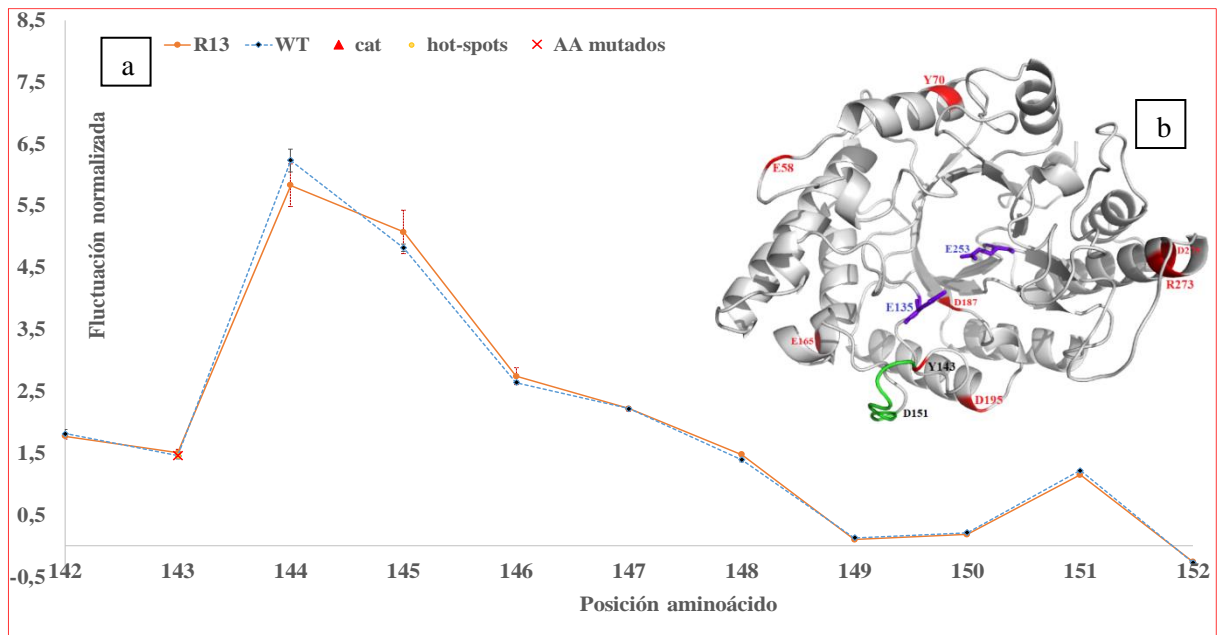 8,5
7,5
6,5
5,5
4,5
3,5
2,5
1,5
0,5
-0,5
R13 WT cat hot-spots AA mutados
a
Fluctuación normalizada
142 143 144 145 146 147 148 149 150 151 152
Posición aminoácido
b
Y70
E58
E253
R273
E135
D187
E165
Y143
D195
D151